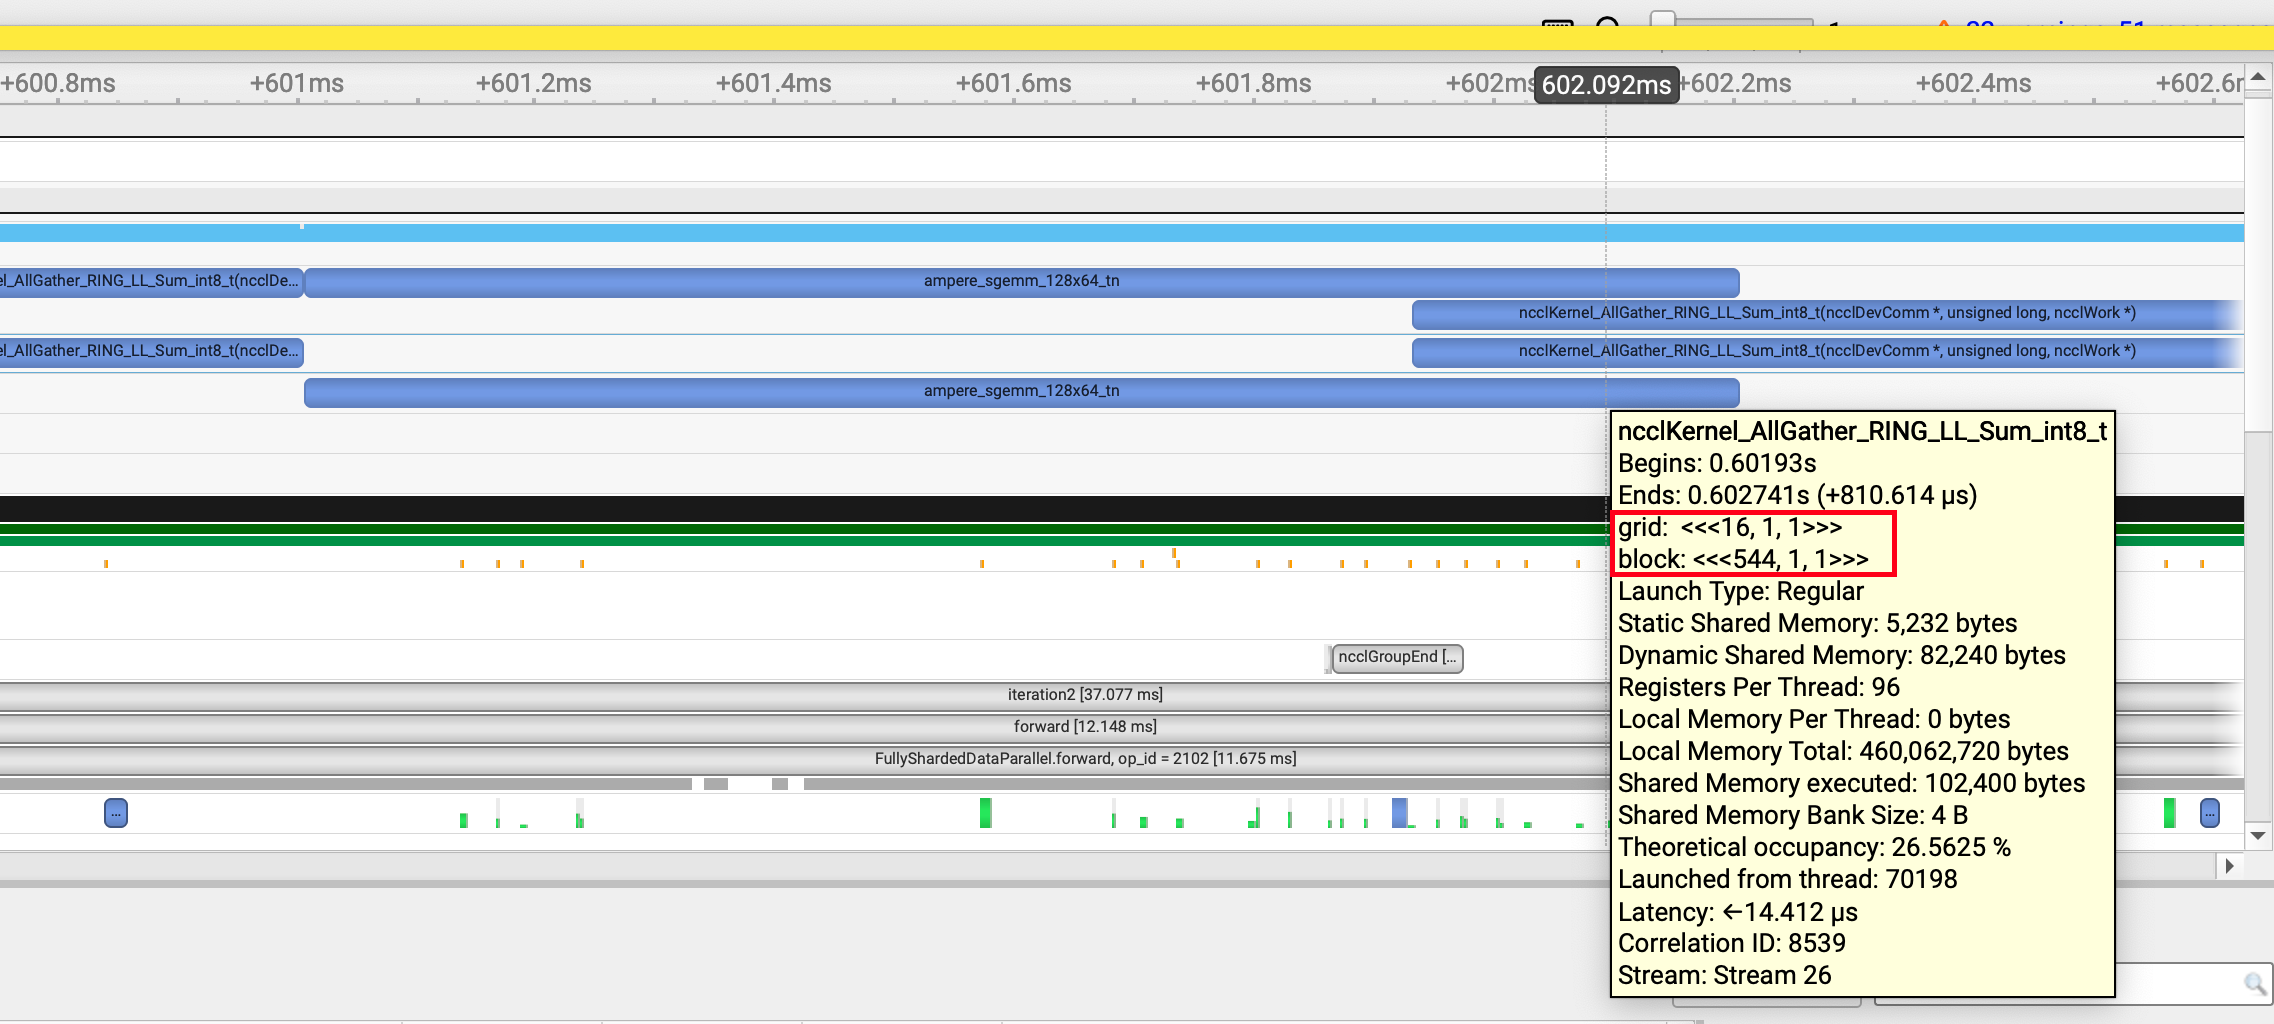 +600.8ms +601ms +601.2ms +601.4ms +601.6ms +601.8ms +602ms 602.092ms +602.2ms +602.4ms
el_AllGather_RING_LL_Sum_int8_t(ncclDe... ampere_sgemm_128x64_tn
ncclKernel_AllGather_RING_LL_Sum_int8_t(ncclDevComm *, unsigned long, ncclWork *)
el_AllGather_RING_LL_Sum_int8_t(ncclDe... ncclKernel_AllGather_RING_LL_Sum_int8_t(ncclDevComm *, unsigned long, ncclWork *)
ampere_sgemm_128x64_tn
ncclKernel_AllGather_RING_LL_Sum_int8_t
Begins: 0.60193s
Ends: 0.602741s (+810.614 μs)
grid: <<<16, 1, 1>>>
block: <<<544, 1, 1>>>
Launch Type: Regular
Static Shared Memory: 5,232 bytes
Dynamic Shared Memory: 82,240 bytes
Registers Per Thread: 96
Local Memory Per Thread: 0 bytes
Local Memory Total: 460,062,720 bytes
Shared Memory executed: 102,400 bytes
Shared Memory Bank Size: 4 B
Theoretical occupancy: 26.5625 %
Launched from thread: 70198
Latency: ←14.412 μs
Correlation ID: 8539
Stream: Stream 26
ncclGroupEnd [...
iteration2 [37.077 ms]
forward [12.148 ms]
FullyShardedDataParallel.forward, op_id = 2102 [11.675 ms]
... ...